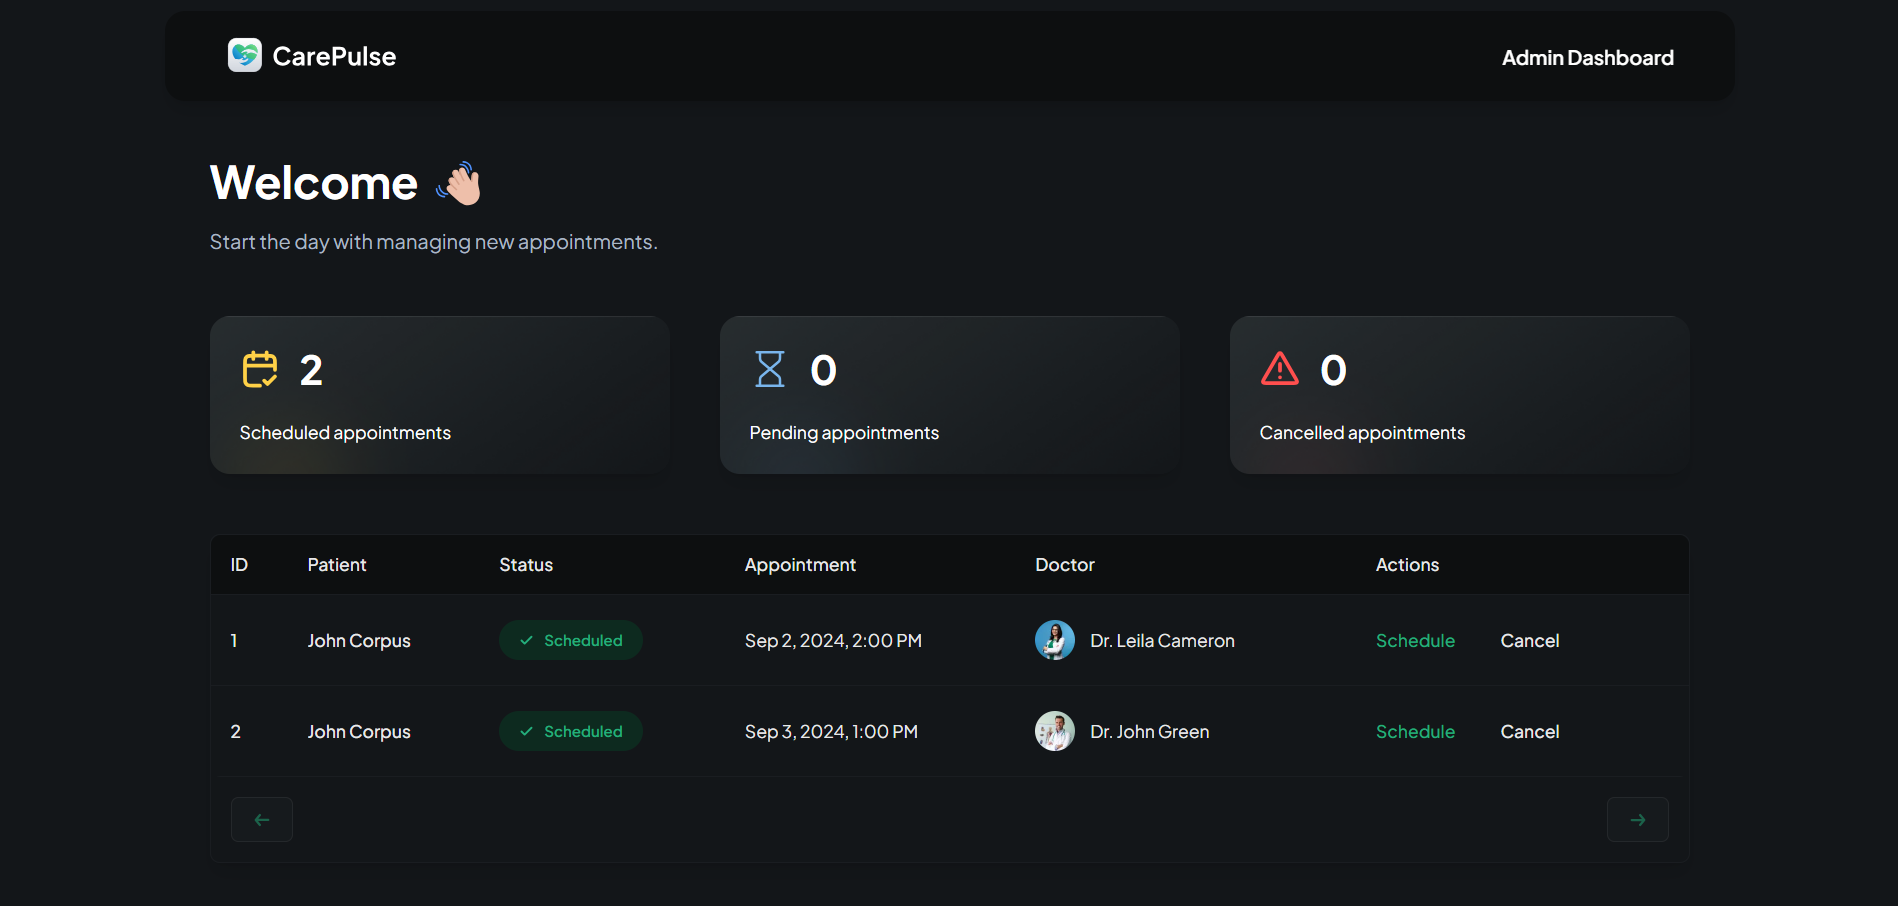 CarePulse
Admin Dashboard
Welcome 👋
Start the day with managing new appointments.
2
Scheduled appointments
0
Pending appointments
0
Cancelled appointments
ID Patient Status Appointment Doctor Actions
1 John Corpus Scheduled Sep 2, 2024, 2:00 PM Dr. Leila Cameron Schedule Cancel
2 John Corpus Scheduled Sep 3, 2024, 1:00 PM Dr. John Green Schedule Cancel